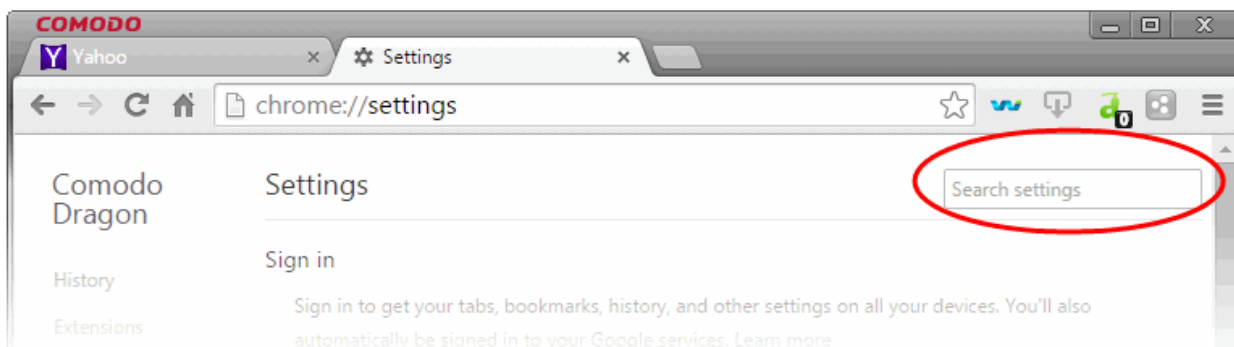 COMODO
Yahoo
Settings
chrome://settings
0
Comodo
Dragon
Settings
Search settings
History
Extensions
Sign in
Sign in to get your tabs, bookmarks, history, and other settings on all your devices. You'll also
automatically be signed in to your Google services. Learn more